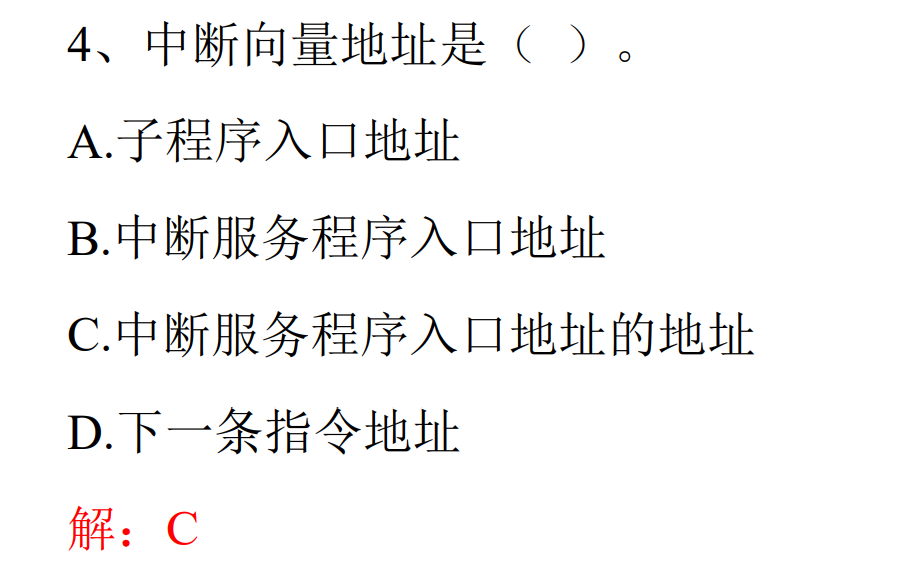 4、中断向量地址是（ ）。
A.子程序入口地址
B.中断服务程序入口地址
C.中断服务程序入口地址的地址
D.下一条指令地址
解：C